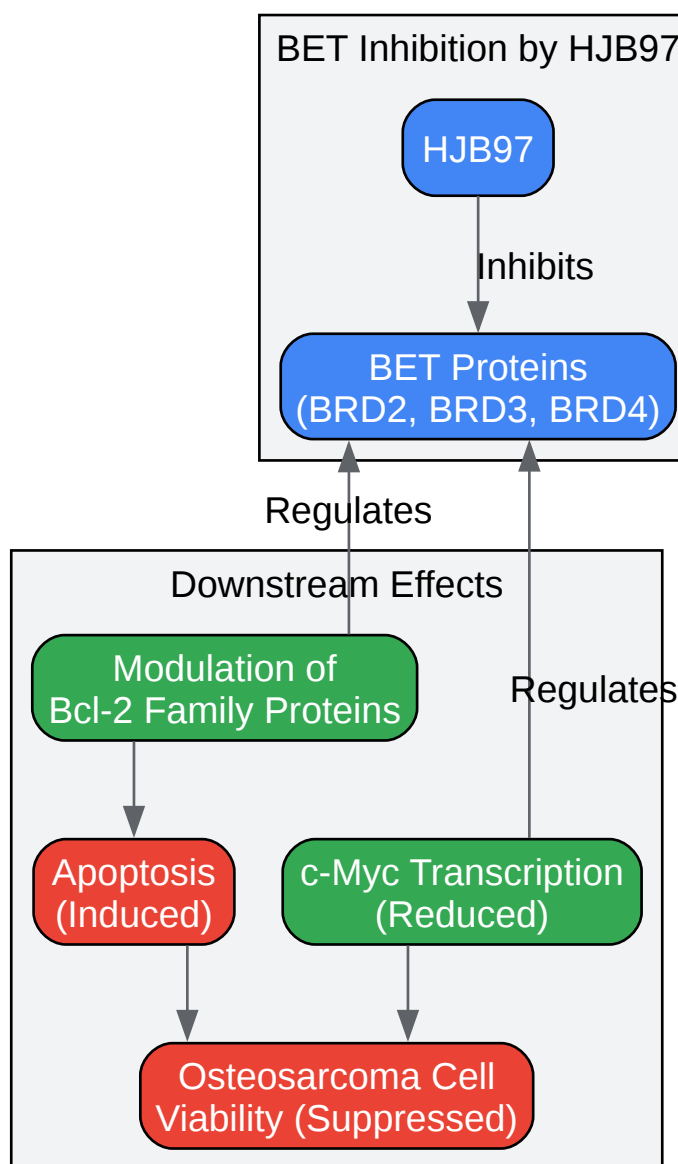 BET Inhibition by HJB97
HJB97
Inhibits
BET Proteins
(BRD2, BRD3, BRD4)
Regulates
Downstream Effects
Modulation of
Bcl-2 Family Proteins
Regulates
Apoptosis
(Induced)
c-Myc Transcription
(Reduced)
Osteosarcoma Cell
Viability (Suppressed)